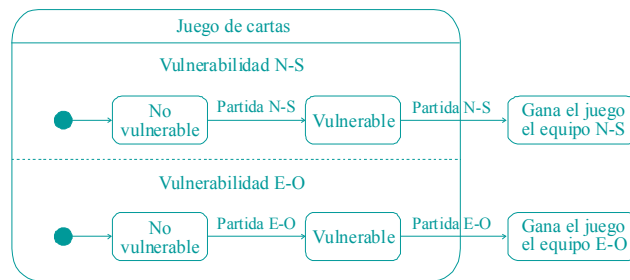 Juego de cartas
Vulnerabilidad N-S
No
vulnerable
Partida N-S
Vulnerable
Partida N-S
Gana el juego
el equipo N-S
Vulnerabilidad E-O
No
vulnerable
Partida E-O
Vulnerable
Partida E-O
Gana el juego
el equipo E-O